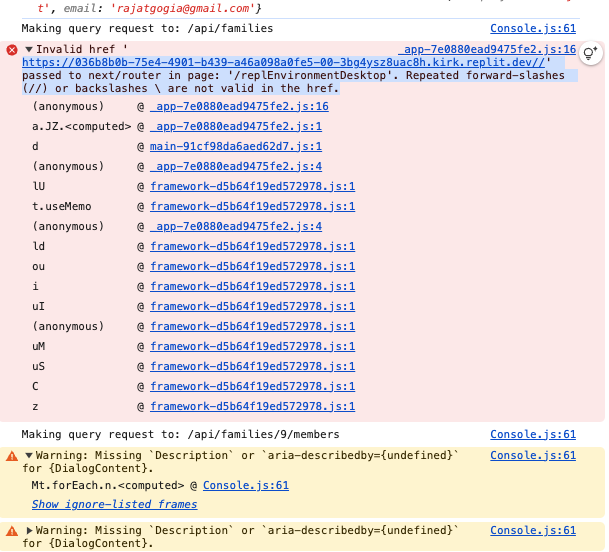 t', email: 'rajatgogia@gmail.com'}
Making query request to: /api/families Console.js:61
Invalid href ' _app-7e0880ead9475fe2.js:16
https://036b8b0b-75e4-4901-b439-a46a098a0fe5-00-3bg4ysz8uac8h.kirk.replit.dev//'
passed to next/router in page: '/replEnvironmentDesktop'. Repeated forward-slashes
(//) or backslashes \ are not valid in the href.
(anonymous) @ _app-7e0880ead9475fe2.js:16
a.JZ.<computed> @ _app-7e0880ead9475fe2.js:1
d @ main-91cf98da6aed62d7.js:1
(anonymous) @ _app-7e0880ead9475fe2.js:4
lU @ framework-d5b64f19ed572978.js:1
t.useMemo @ framework-d5b64f19ed572978.js:1
(anonymous) @ _app-7e0880ead9475fe2.js:4
ld @ framework-d5b64f19ed572978.js:1
ou @ framework-d5b64f19ed572978.js:1
i @ framework-d5b64f19ed572978.js:1
uI @ framework-d5b64f19ed572978.js:1
(anonymous) @ framework-d5b64f19ed572978.js:1
uM @ framework-d5b64f19ed572978.js:1
uS @ framework-d5b64f19ed572978.js:1
C @ framework-d5b64f19ed572978.js:1
z @ framework-d5b64f19ed572978.js:1
Making query request to: /api/families/9/members Console.js:61
Warning: Missing `Description` or `aria-describedby={undefined}` Console.js:61
for {DialogContent}.
Mt.forEach.n.<computed> @ Console.js:61
Show ignore-listed frames
Warning: Missing `Description` or `aria-describedby={undefined}` Console.js:61
for {DialogContent}.